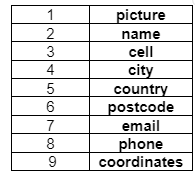 1 picture
2 name
3 cell
4 city
5 country
6 postcode
7 email
8 phone
9 coordinates